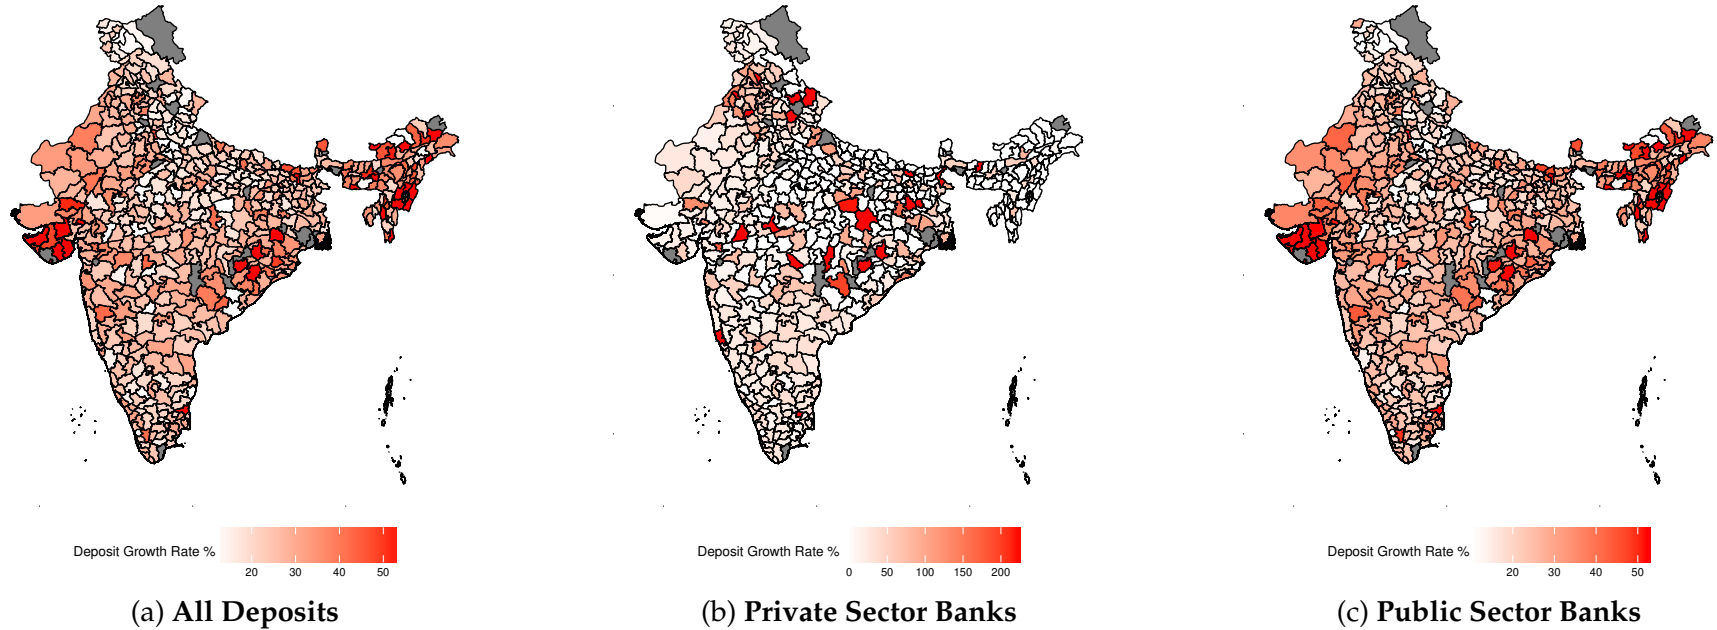 Deposit Growth Rate %
20 30 40 50
(a) All Deposits
Deposit Growth Rate %
0 50 100 150 200
(b) Private Sector Banks
Deposit Growth Rate %
20 30 40 50
(c) Public Sector Banks